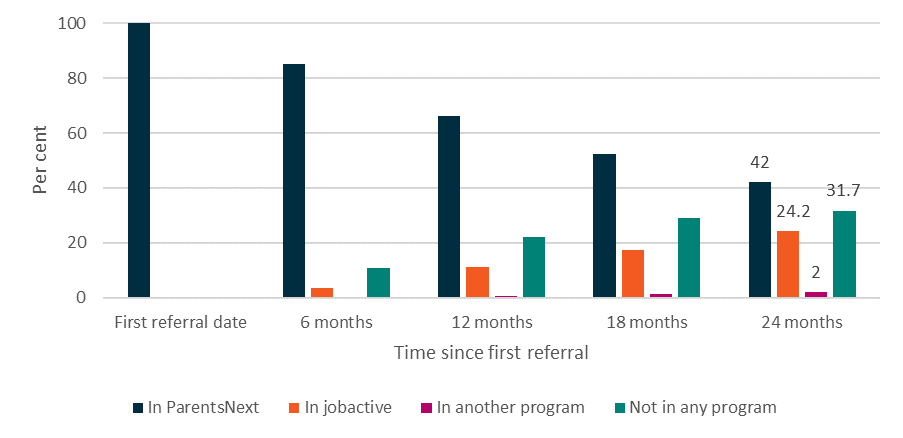 100
80
60
40
20
0
Per cent
42
24.2
2
31.7
First referral date
6 months
12 months
18 months
24 months
Time since first referral
In ParentsNext
In jobactive
In another program
Not in any program